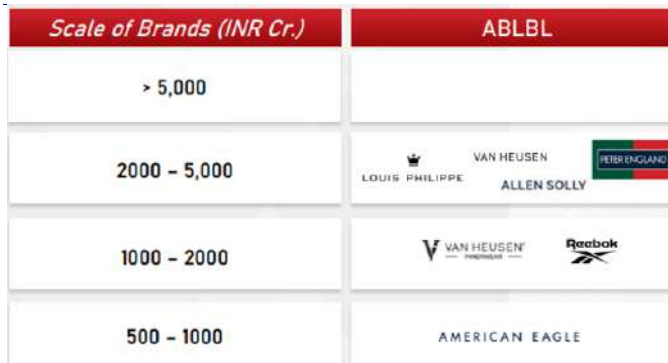 Scale of Brands (INR Cr.) ABLBL
> 5,000
2000 – 5,000
LOUIS PHILIPPE
VAN HEUSEN
ALLEN SOLLY
PETER ENGLAND
1000 – 2000
VAN HEUSEN
INNERWEAR
Reebok
500 – 1000
AMERICAN EAGLE